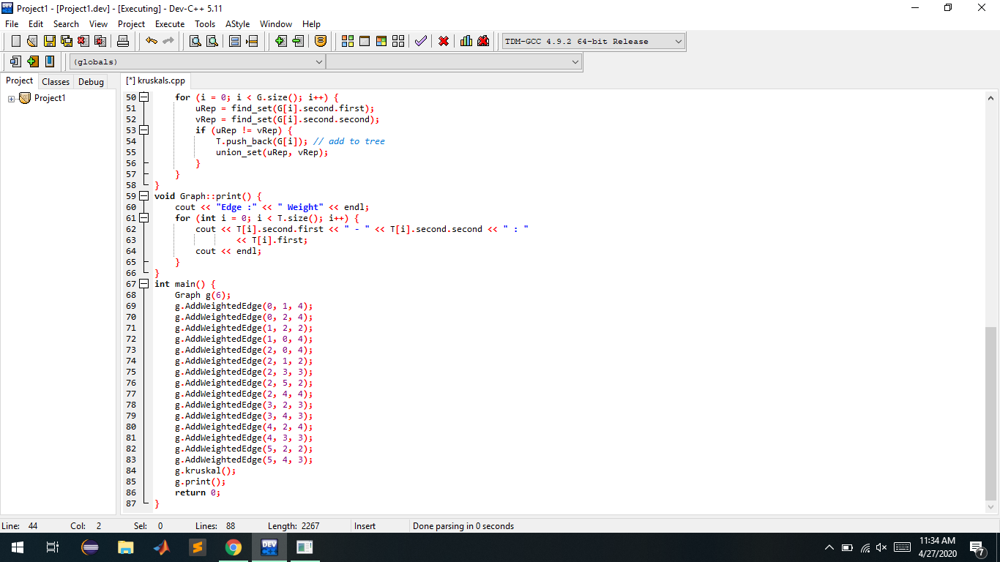 Project1 - [Project1.dev] - [Executing] - Dev-C++ 5.11
File Edit Search View Project Execute Tools AStyle Window Help
TDM-GCC 4.9.2 64-bit Release
(globals)
Project Classes Debug
[*] kruskals.cpp
Project1
50 for (i = 0; i < G.size(); i++) {
51 uRep = find_set(G[i].second.first);
52 vRep = find_set(G[i].second.second);
53 if (uRep != vRep) {
54 T.push_back(G[i]); // add to tree
55 union_set(uRep, vRep);
56 }
57 }
58 }
59 void Graph::print() {
60 cout << "Edge :" << " Weight" << endl;
61 for (int i = 0; i < T.size(); i++) {
62 cout << T[i].second.first << " - " << T[i].second.second << " : "
63 << T[i].first;
64 cout << endl;
65 }
66 }
67 int main() {
68 Graph g(6);
69 g.AddWeightedEdge(0, 1, 4);
70 g.AddWeightedEdge(0, 2, 4);
71 g.AddWeightedEdge(1, 2, 2);
72 g.AddWeightedEdge(1, 0, 4);
73 g.AddWeightedEdge(2, 0, 4);
74 g.AddWeightedEdge(2, 1, 2);
75 g.AddWeightedEdge(2, 3, 3);
76 g.AddWeightedEdge(2, 5, 2);
77 g.AddWeightedEdge(2, 4, 4);
78 g.AddWeightedEdge(3, 2, 3);
79 g.AddWeightedEdge(3, 4, 3);
80 g.AddWeightedEdge(4, 2, 4);
81 g.AddWeightedEdge(4, 3, 3);
82 g.AddWeightedEdge(5, 2, 2);
83 g.AddWeightedEdge(5, 4, 3);
84 g.kruskal();
85 g.print();
86 return 0;
87 }
Line: 44 Col: 2 Sel: 0 Lines: 88 Length: 2267 Insert Done parsing in 0 seconds
DEV
11:34 AM
4/27/2020
7